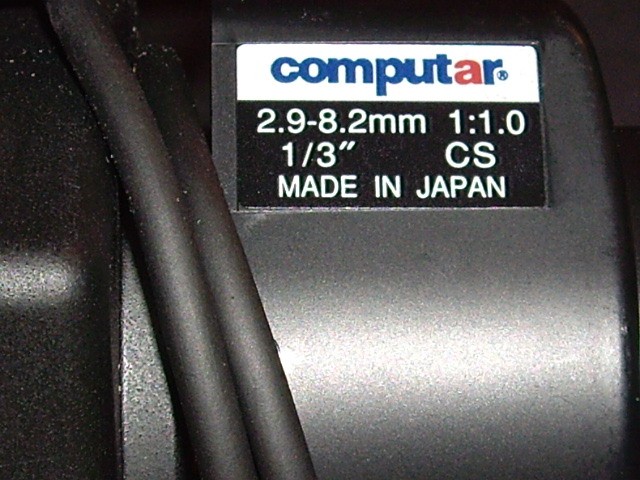 computar®
2.9-8.2mm 1:1.0
1/3″ CS
MADE IN JAPAN